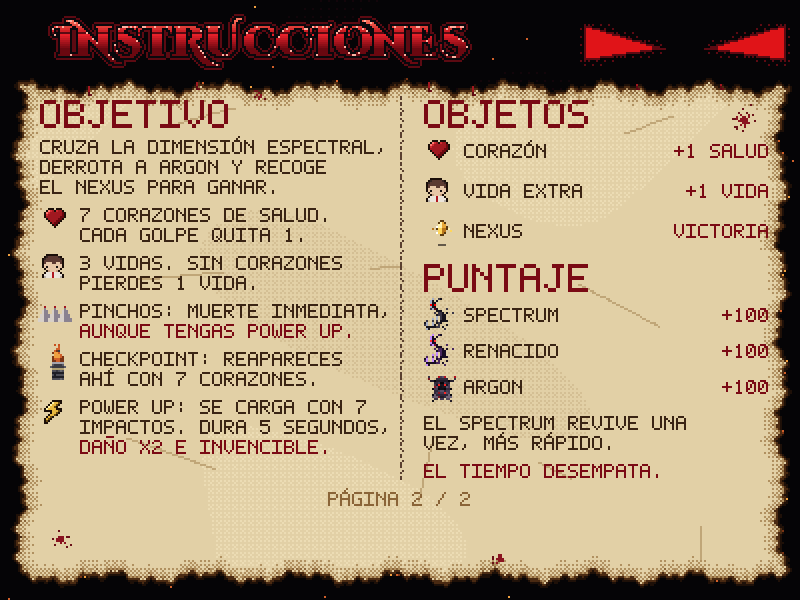 INSTRUCCIONES
OBJETIVO
CRUZA LA DIMENSIÓN ESPECTRAL,
DERROTA A ARGON Y RECOGE
EL NEXUS PARA GANAR.
7 CORAZONES DE SALUD.
CADA GOLPE QUITA 1.
3 VIDAS. SIN CORAZONES
PIERDES 1 VIDA.
PINCHOS: MUERTE INMEDIATA,
AUNQUE TENGAS POWER UP.
CHECKPOINT: REAPARECES
AHÍ CON 7 CORAZONES.
POWER UP: SE CARGA CON 7
IMPACTOS. DURA 5 SEGUNDOS,
DAÑO X2 E INVENCIBLE.
OBJETOS
CORAZÓN +1 SALUD
VIDA EXTRA +1 VIDA
NEXUS VICTORIA
PUNTAJE
SPECTRUM +100
RENACIDO +100
ARGON +100
EL SPECTRUM REVIVE UNA
VEZ, MÁS RÁPIDO.
EL TIEMPO DESEMPATA.
PÁGINA 2 / 2